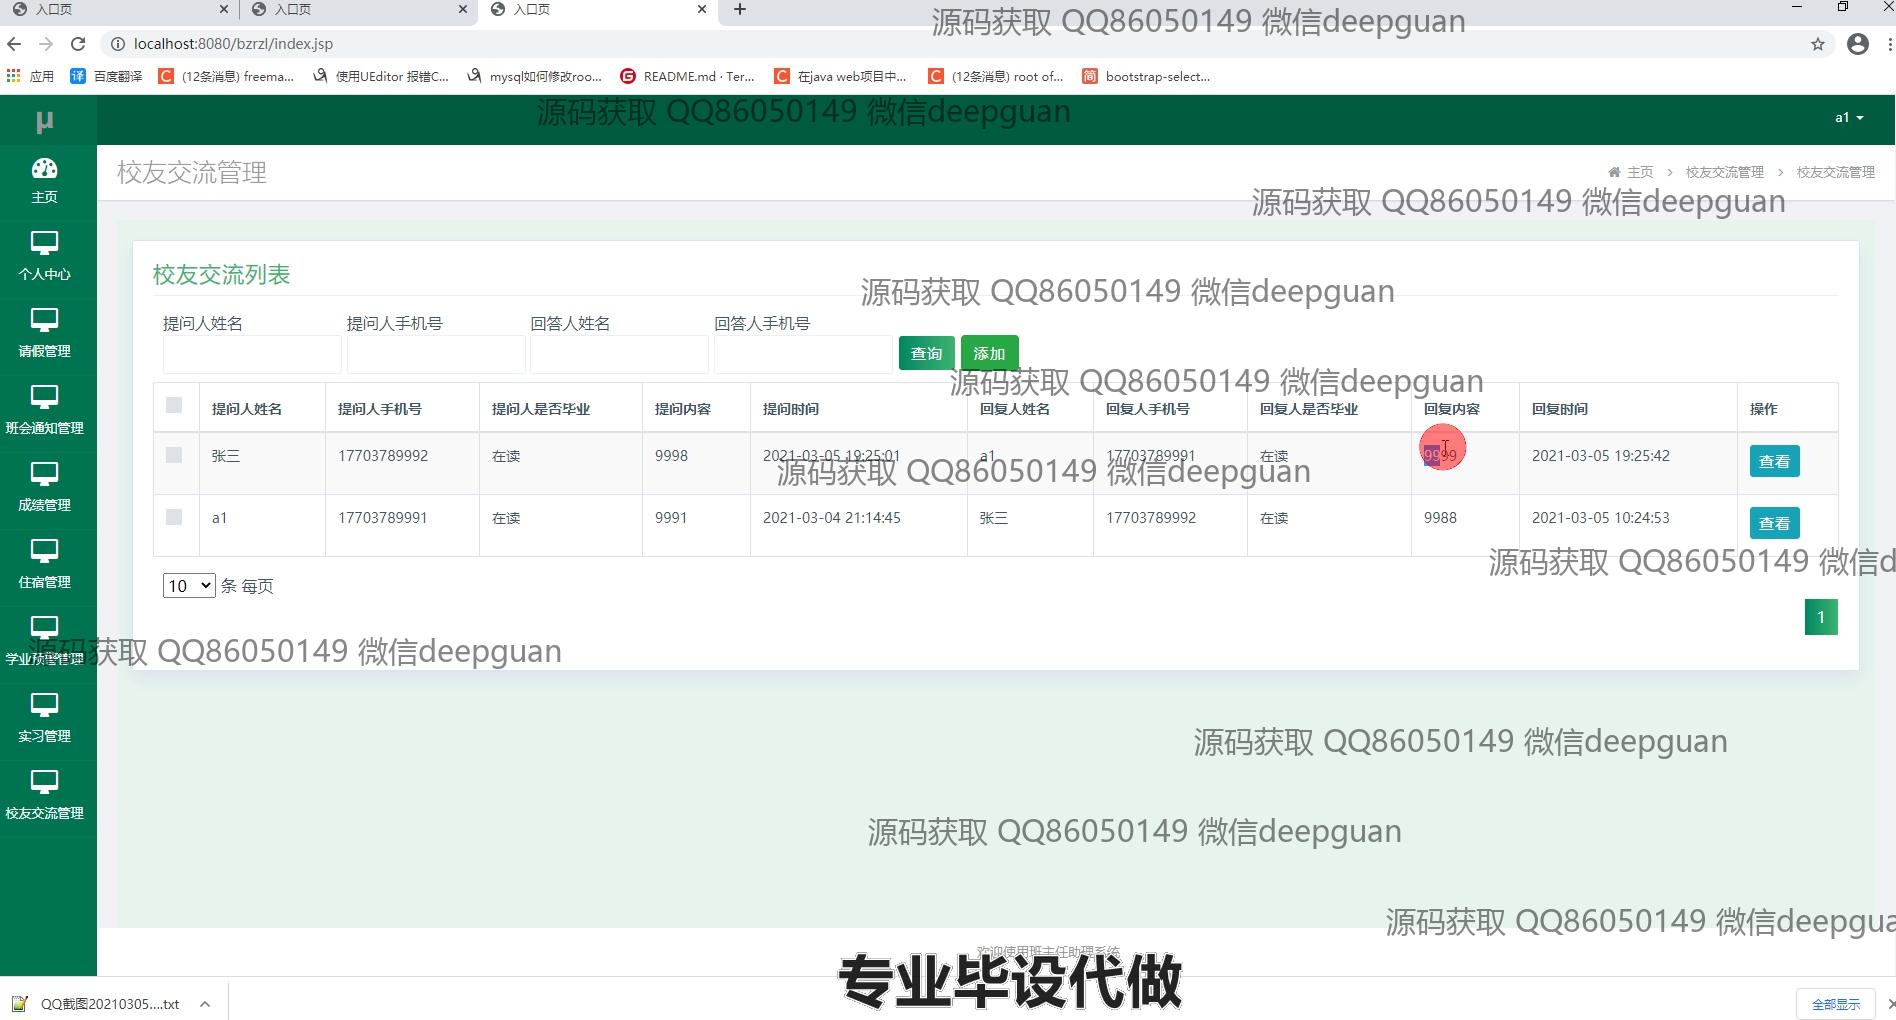 入口页 入口页 入口页
源码获取 QQ86050149 微信deepguan
localhost:8080/bzrzl/index.jsp
应用 百度翻译 (12条消息) freema... 使用UEditor 报错C... mysql如何修改roo... README.md · Ter... 在java web项目中... (12条消息) root of... bootstrap-select...
源码获取 QQ86050149 微信deepguan
μ a1
校友交流管理
主页 > 校友交流管理 > 校友交流管理
主页
源码获取 QQ86050149 微信deepguan
个人中心
校友交流列表
源码获取 QQ86050149 微信deepguan
提问人姓名 提问人手机号 回答人姓名 回答人手机号
请假管理
查询 添加
源码获取 QQ86050149 微信deepguan
提问人姓名 提问人手机号 提问人是否毕业 提问内容 提问时间 回复人姓名 回复人手机号 回复人是否毕业 回复内容 回复时间 操作
班会通知管理
张三 17703789992 在读 9998 2021-03-05 19:25:01 a1 17703789991 在读 9999 2021-03-05 19:25:42 查看
源码获取 QQ86050149 微信deepguan
成绩管理
a1 17703789991 在读 9991 2021-03-04 21:14:45 张三 17703789992 在读 9988 2021-03-05 10:24:53 查看
源码获取 QQ86050149 微信d
住宿管理
10 条 每页
1
学业预警管理
源码获取 QQ86050149 微信deepguan
实习管理
源码获取 QQ86050149 微信deepguan
校友交流管理
源码获取 QQ86050149 微信deepguan
源码获取 QQ86050149 微信deepgua
欢迎使用班主任助理系统
专业毕设代做
QQ截图20210305....txt 全部显示